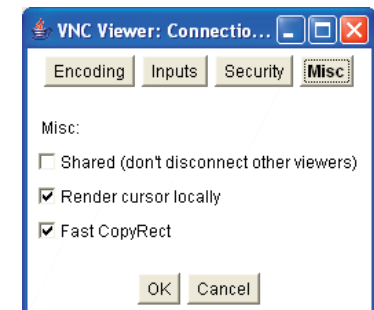 VNC Viewer: Connectio...
Encoding Inputs Security Misc
Misc:
Shared (don't disconnect other viewers)
Render cursor locally
Fast CopyRect
OK Cancel